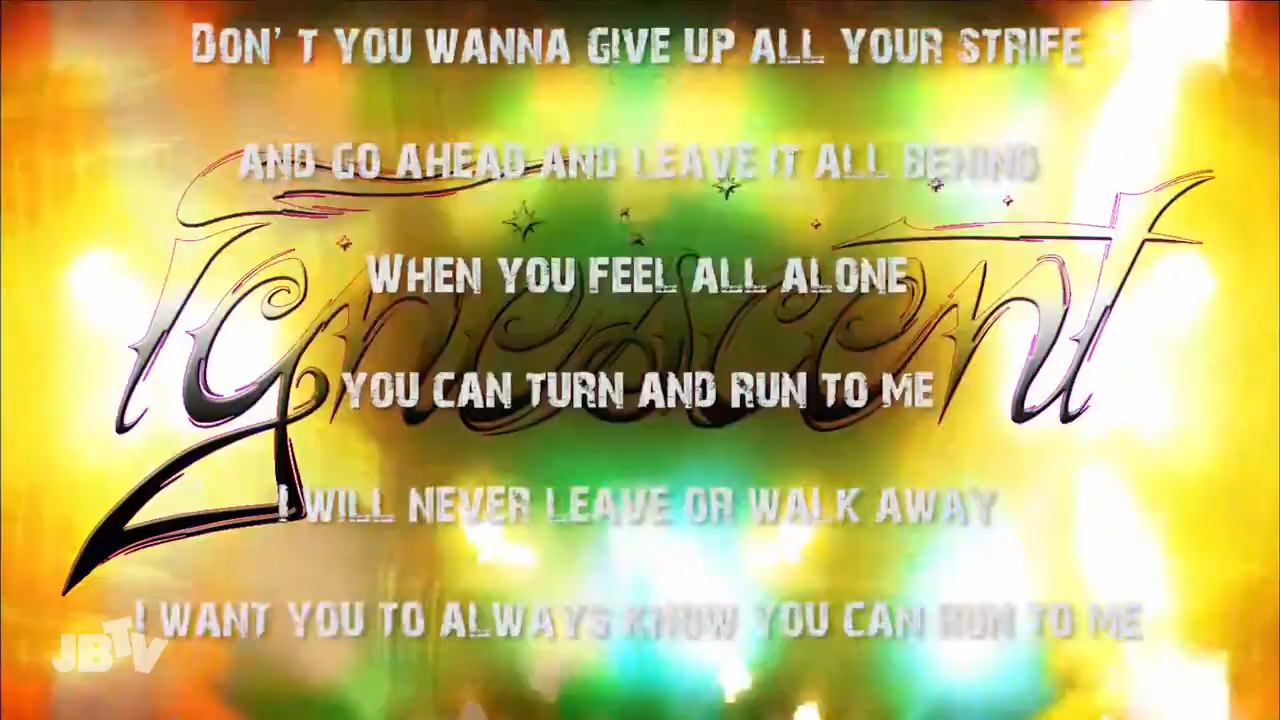 Don't you wanna give up all your strife
and go ahead and leave it all behind
Ignescent
When you feel all alone
you can turn and run to me
I will never leave or walk away
I want you to always know you can run to me
JBTV